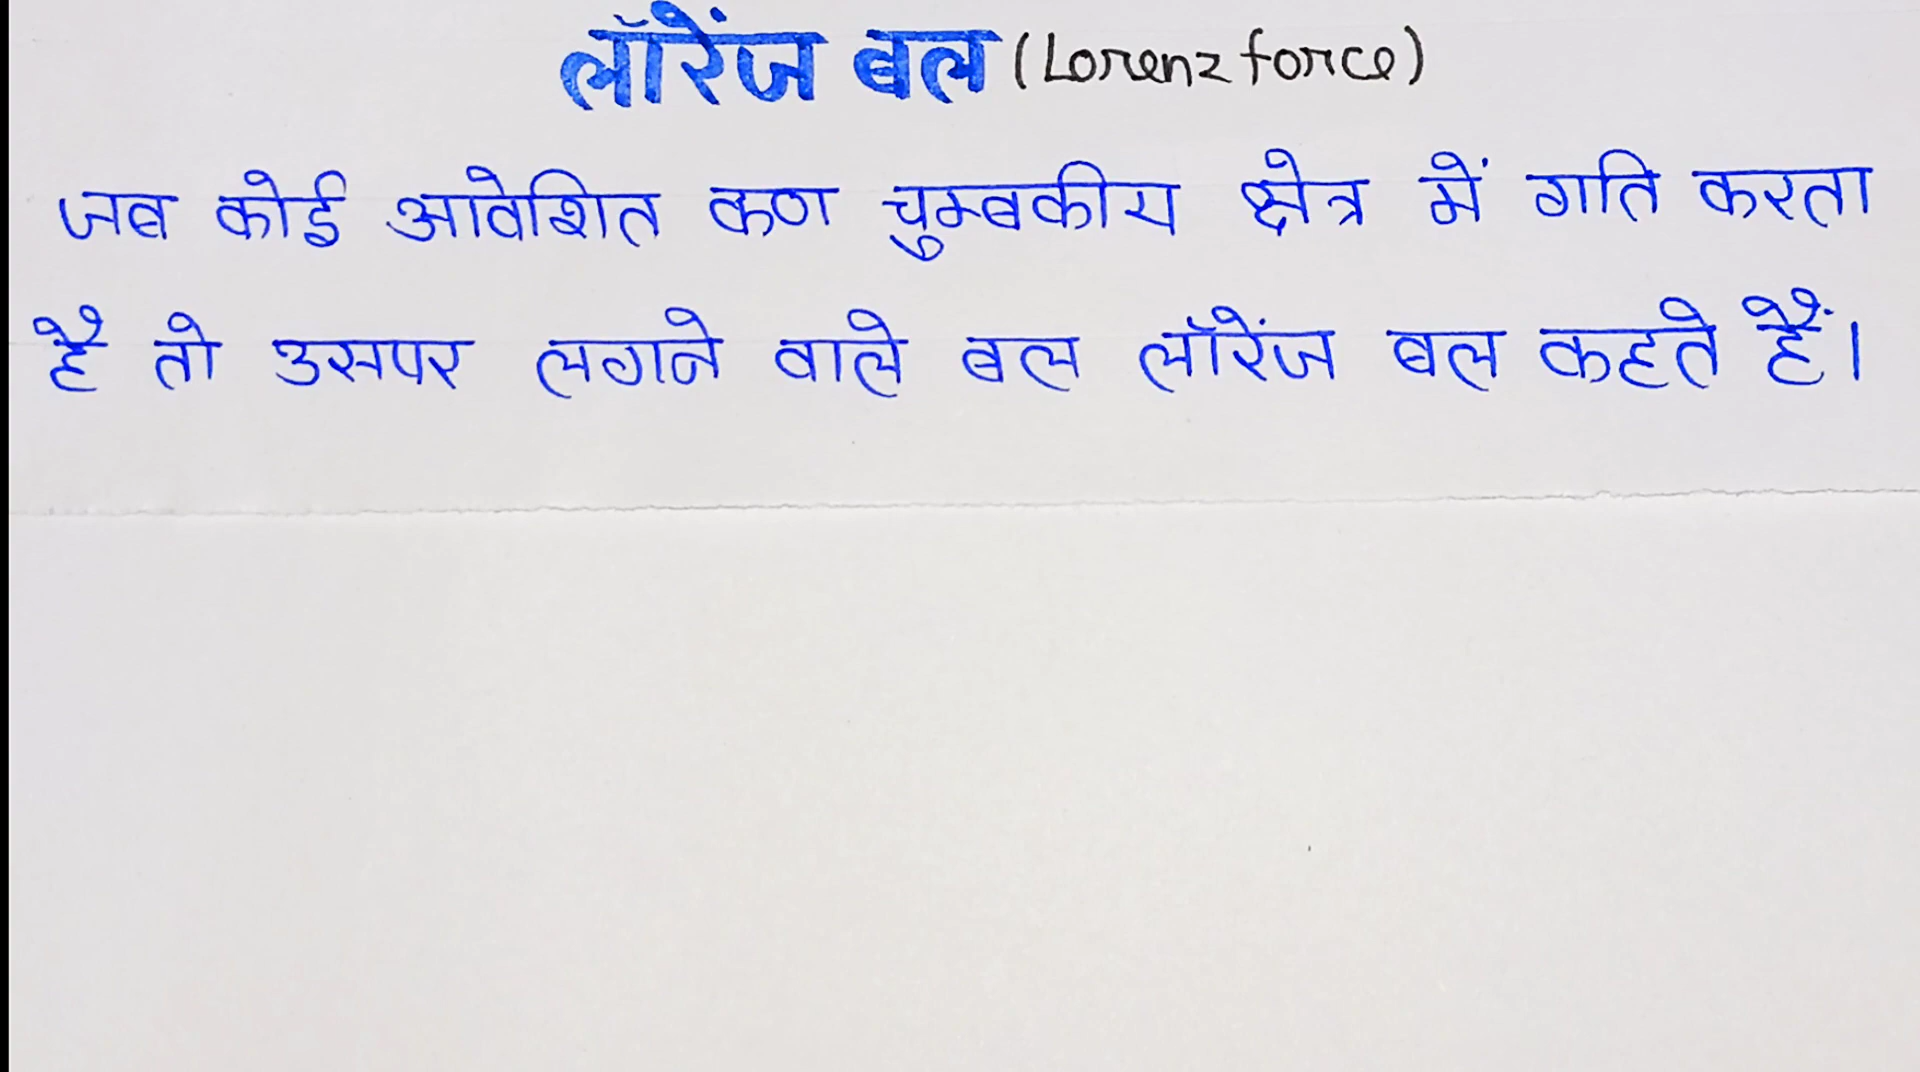 लॉरेंज बल (Lorenz force)
जब कोई आवेशित कण चुम्बकीय क्षेत्र में गति करता
है तो उसपर लगने वाले बल लॉरेंज बल कहते हैं।